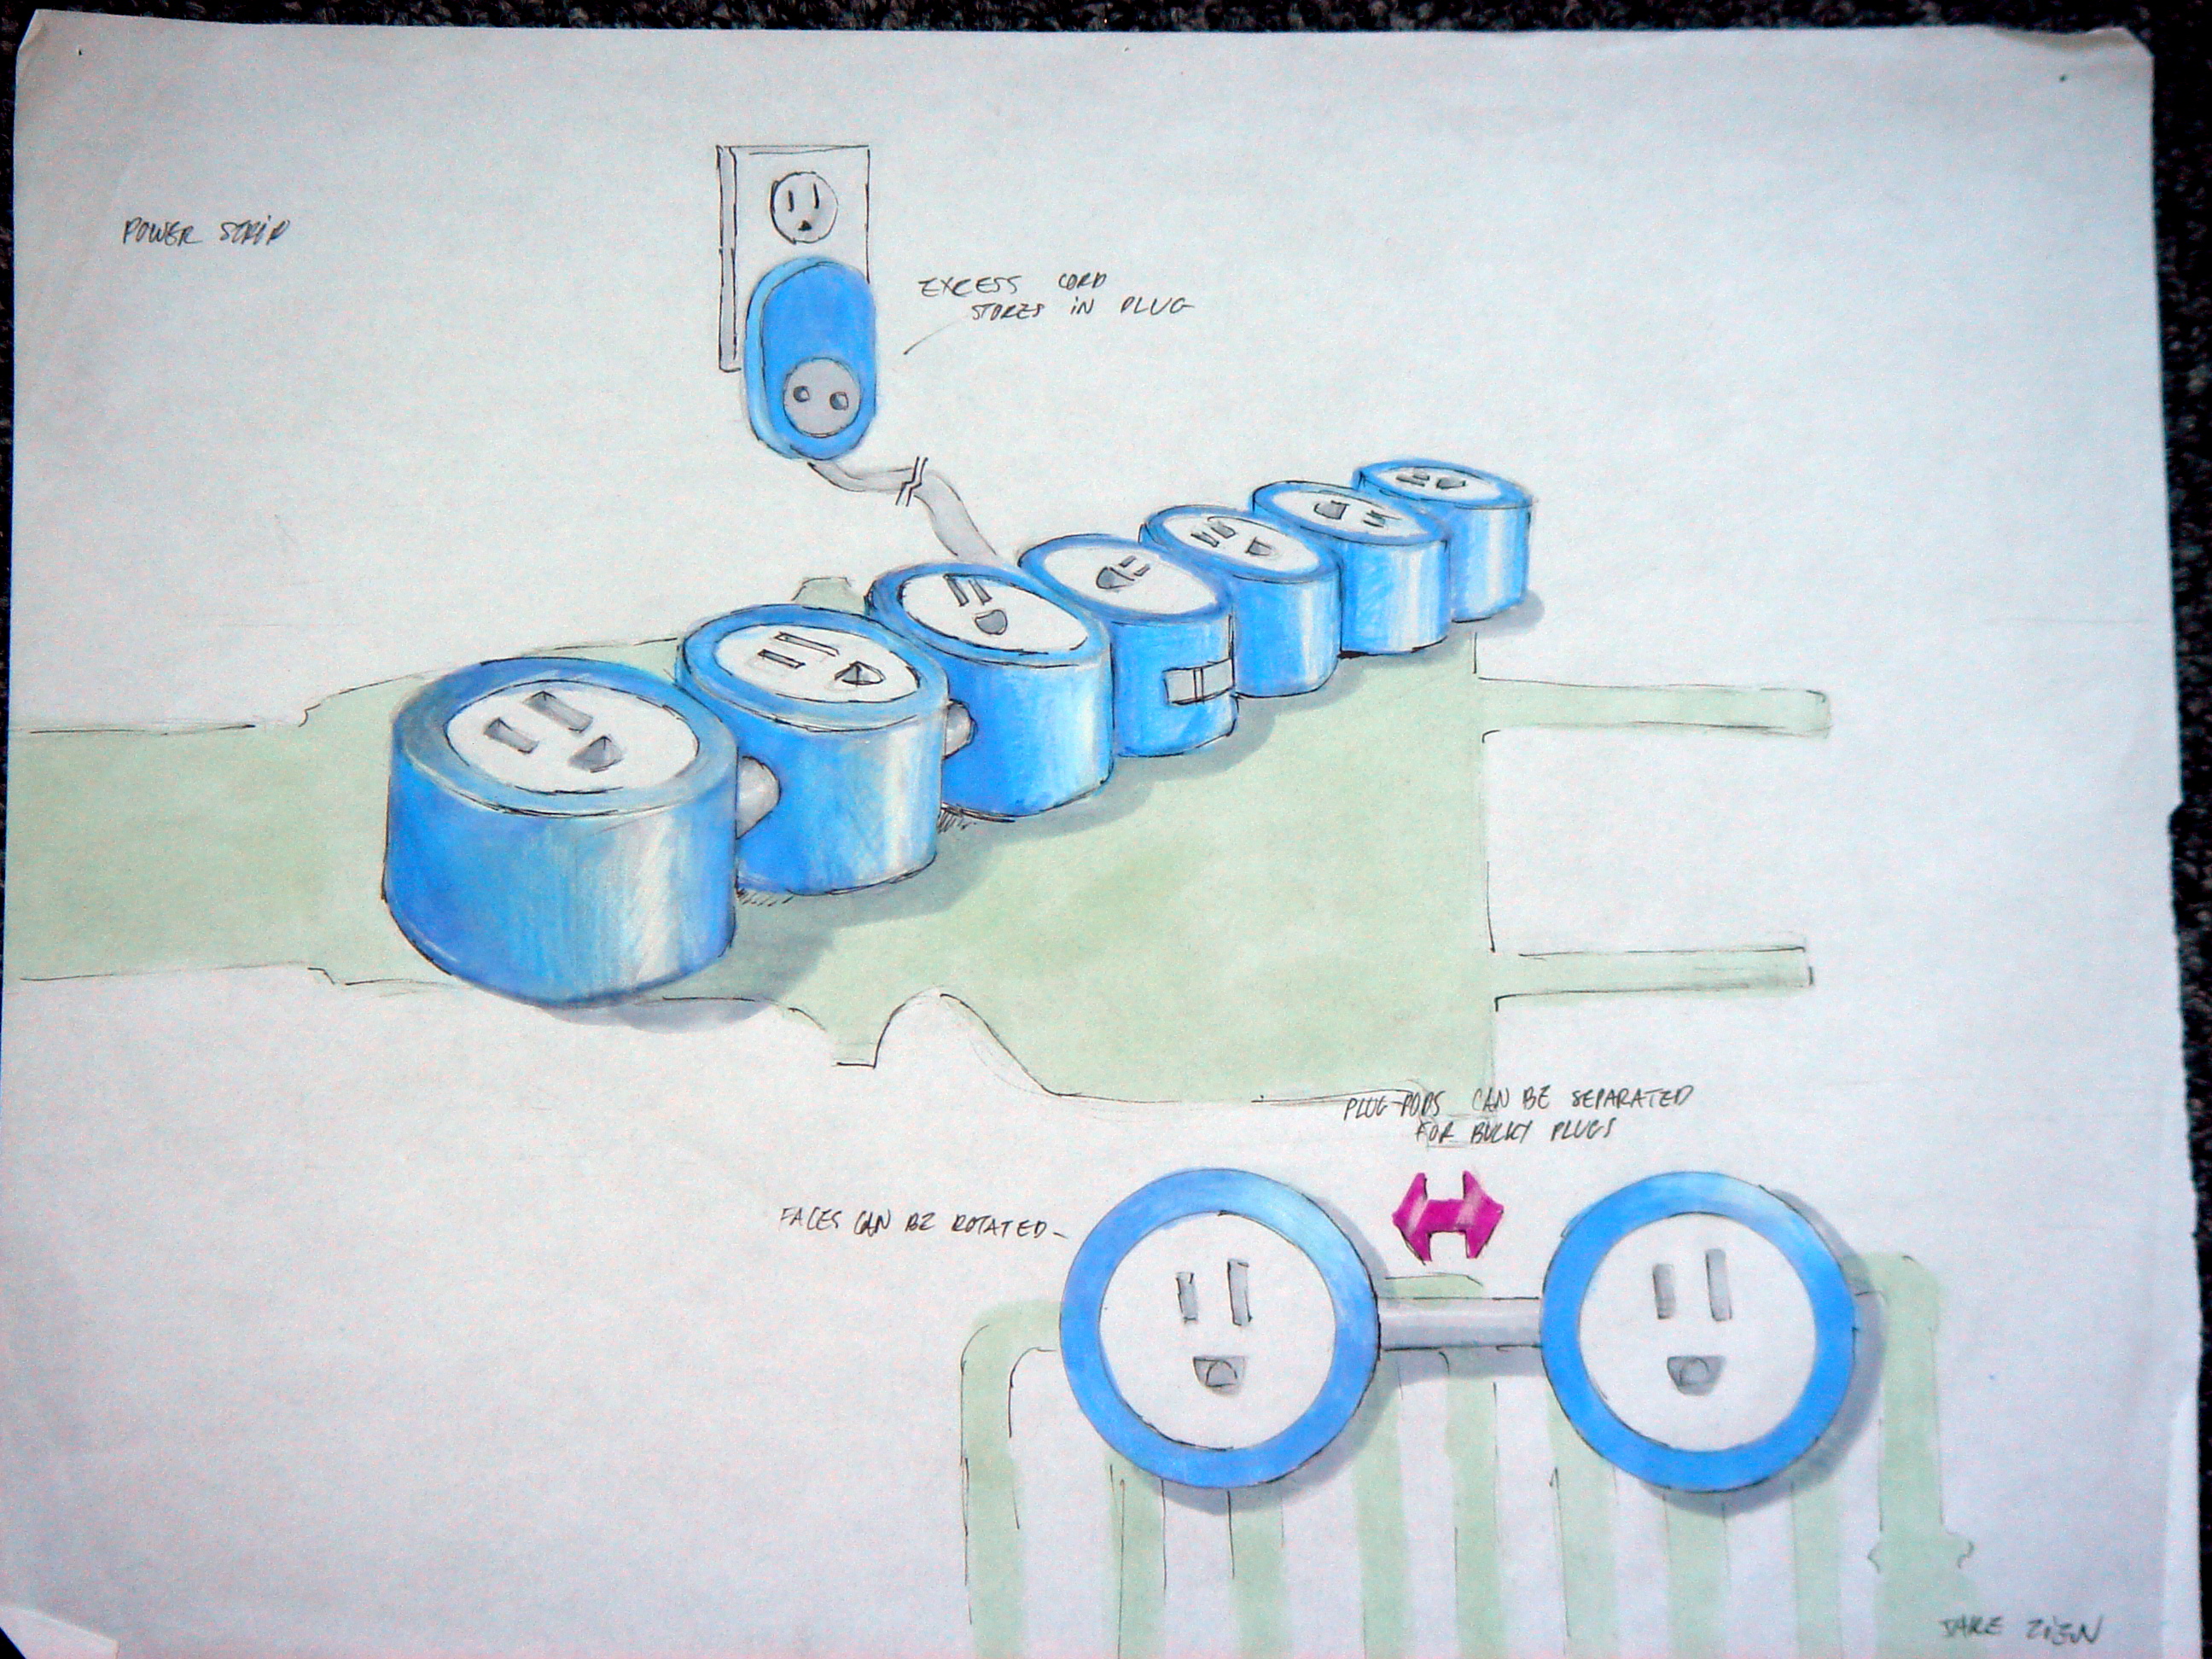 POWER STRIP
EXCESS CORD
STORES IN PLUG
PLUG-PODS CAN BE SEPARATED
FOR BULKY PLUGS
FACES CAN BE ROTATED
JAKE ZIEN